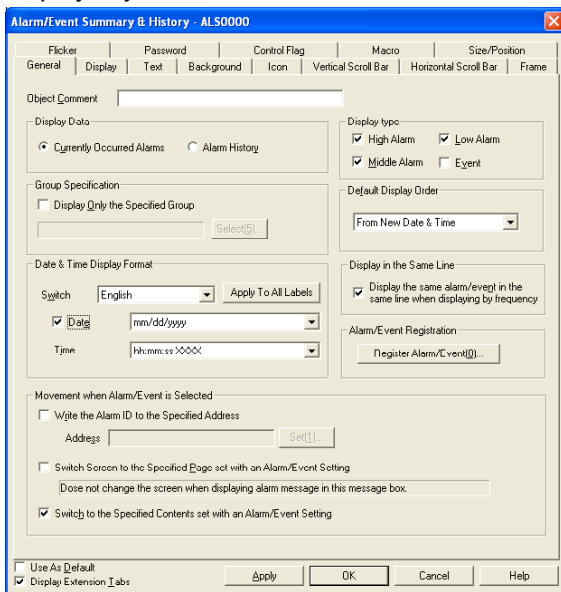 Alarm/Event Summary & History - ALS0000
Flicker Password Control Flag Macro Size/Position
General Display Text Background Icon Vertical Scroll Bar Horizontal Scroll Bar Frame
Object Comment
Display Data
Currently Occurred Alarms Alarm History
Display type
High Alarm Low Alarm
Middle Alarm Event
Group Specification
Display Only the Specified Group
Select(5)...
Default Display Order
From New Date & Time
Date & Time Display Format
Switch English Apply To All Labels
Date mm/dd/yyyy
Time hh:mm:ss XXXX
Display in the Same Line
Display the same alarm/event in the
same line when displaying by frequency
Alarm/Event Registration
Register Alarm/Event(0)...
Movement when Alarm/Event is Selected
Write the Alarm ID to the Specified Address
Address Set(1)...
Switch Screen to the Specified Page set with an Alarm/Event Setting
Dose not change the screen when displaying alarm message in this message box.
Switch to the Specified Contents set with an Alarm/Event Setting
Use As Default
Display Extension Tabs
Apply OK Cancel Help